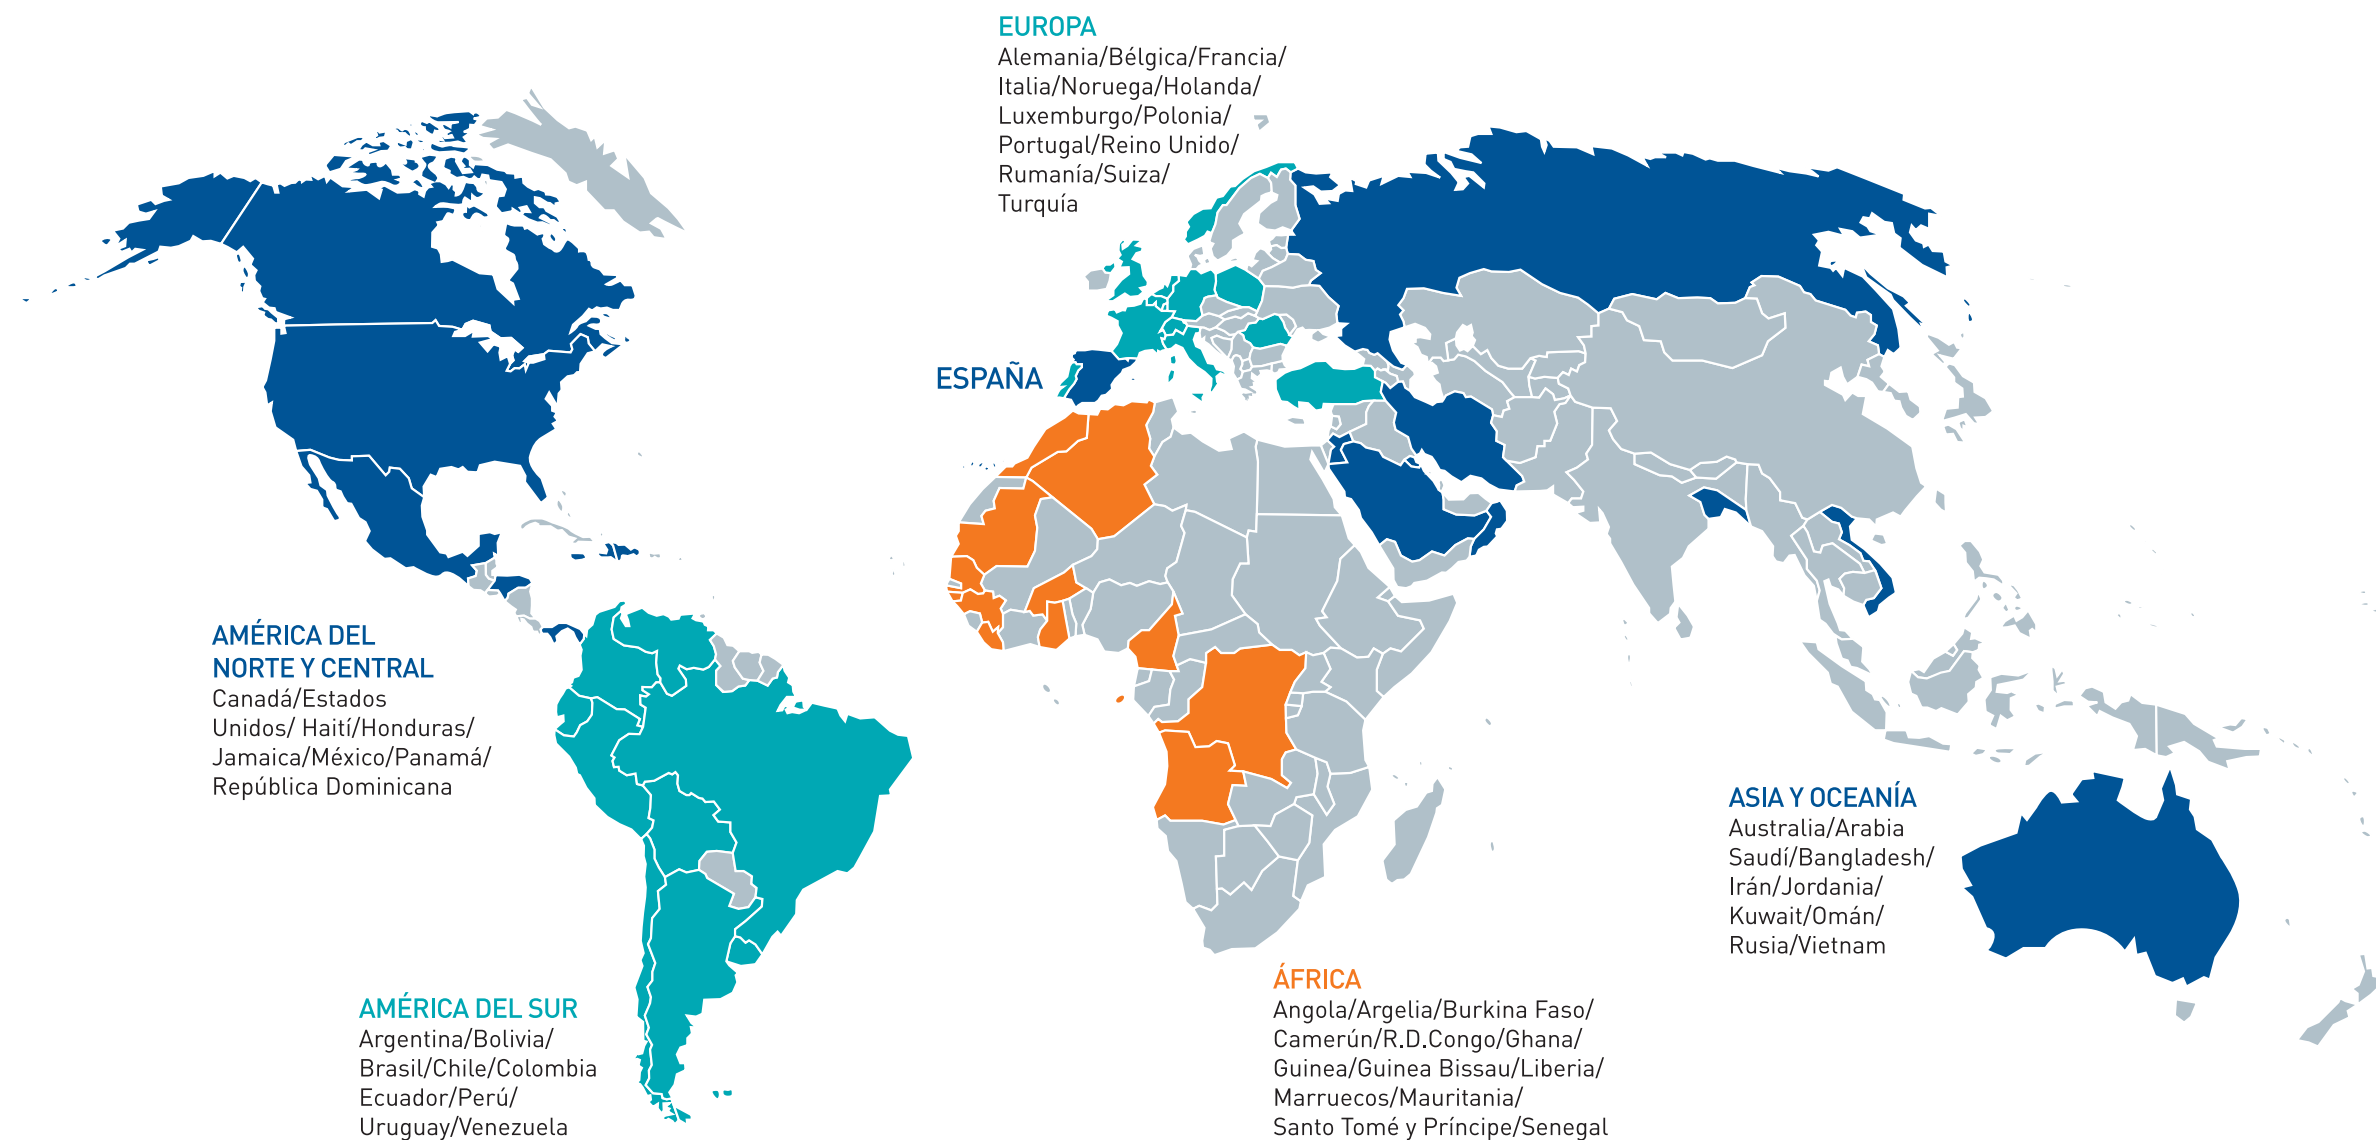 EUROPA
Alemania/Bélgica/Francia/
Italia/Noruega/Holanda/
Luxemburgo/Polonia/
Portugal/Reino Unido/
Rumanía/Suiza/
Turquía
ESPAÑA
AMÉRICA DEL
NORTE Y CENTRAL
Canadá/Estados
Unidos/ Haití/Honduras/
Jamaica/México/Panamá/
República Dominicana
ASIA Y OCEANÍA
Australia/Arabia
Saudí/Bangladesh/
Irán/Jordania/
Kuwait/Omán/
Rusia/Vietnam
AMÉRICA DEL SUR
Argentina/Bolivia/
Brasil/Chile/Colombia
Ecuador/Perú/
Uruguay/Venezuela
ÁFRICA
Angola/Argelia/Burkina Faso/
Camerún/R.D.Congo/Ghana/
Guinea/Guinea Bissau/Liberia/
Marruecos/Mauritania/
Santo Tomé y Príncipe/Senegal